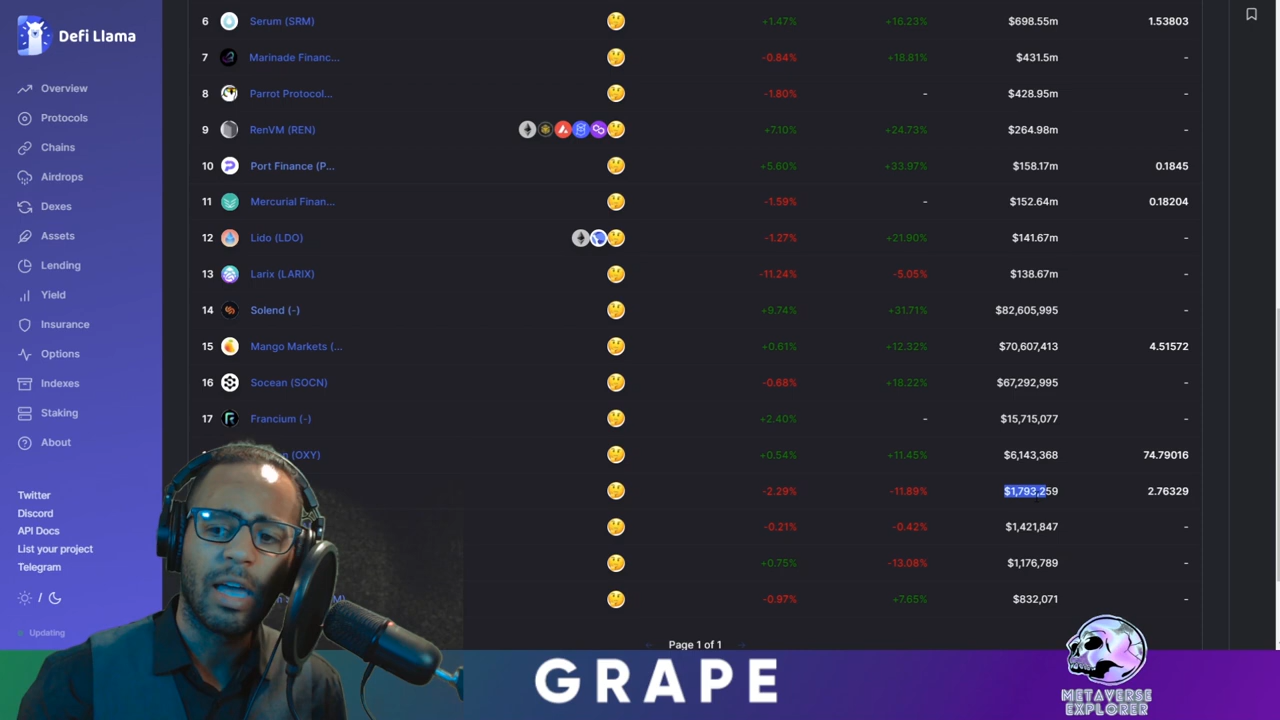 Defi Llama
Overview
Protocols
Chains
Airdrops
Dexes
Assets
Lending
Yield
Insurance
Options
Indexes
Staking
About
Twitter
Discord
API Docs
List your project
Telegram
/
Updating
6 Serum (SRM) +1.47% +16.23% $698.55m 1.53803
7 Marinade Financ... -0.84% +18.81% $431.5m -
8 Parrot Protocol... -1.80% - $428.95m -
9 RenVM (REN) +7.10% +24.73% $264.98m -
10 Port Finance (P... +5.60% +33.97% $158.17m 0.1845
11 Mercurial Finan... -1.59% - $152.64m 0.18204
12 Lido (LDO) -1.27% +21.90% $141.67m -
13 Larix (LARIX) -11.24% -5.05% $138.67m -
14 Solend (-) +9.74% +31.71% $82,605,995 -
15 Mango Markets (... +0.61% +12.32% $70,607,413 4.51572
16 Socean (SOCN) -0.68% +18.22% $67,292,995 -
17 Francium (-) +2.40% - $15,715,077 -
(OXY) +0.54% +11.45% $6,143,368 74.79016
-2.29% -11.89% $1,793,259 2.76329
-0.21% -0.42% $1,421,847 -
+0.75% -13.08% $1,176,789 -
-0.97% +7.65% $832,071 -
Page 1 of 1
GRAPE
METAVERSE
EXPLORER